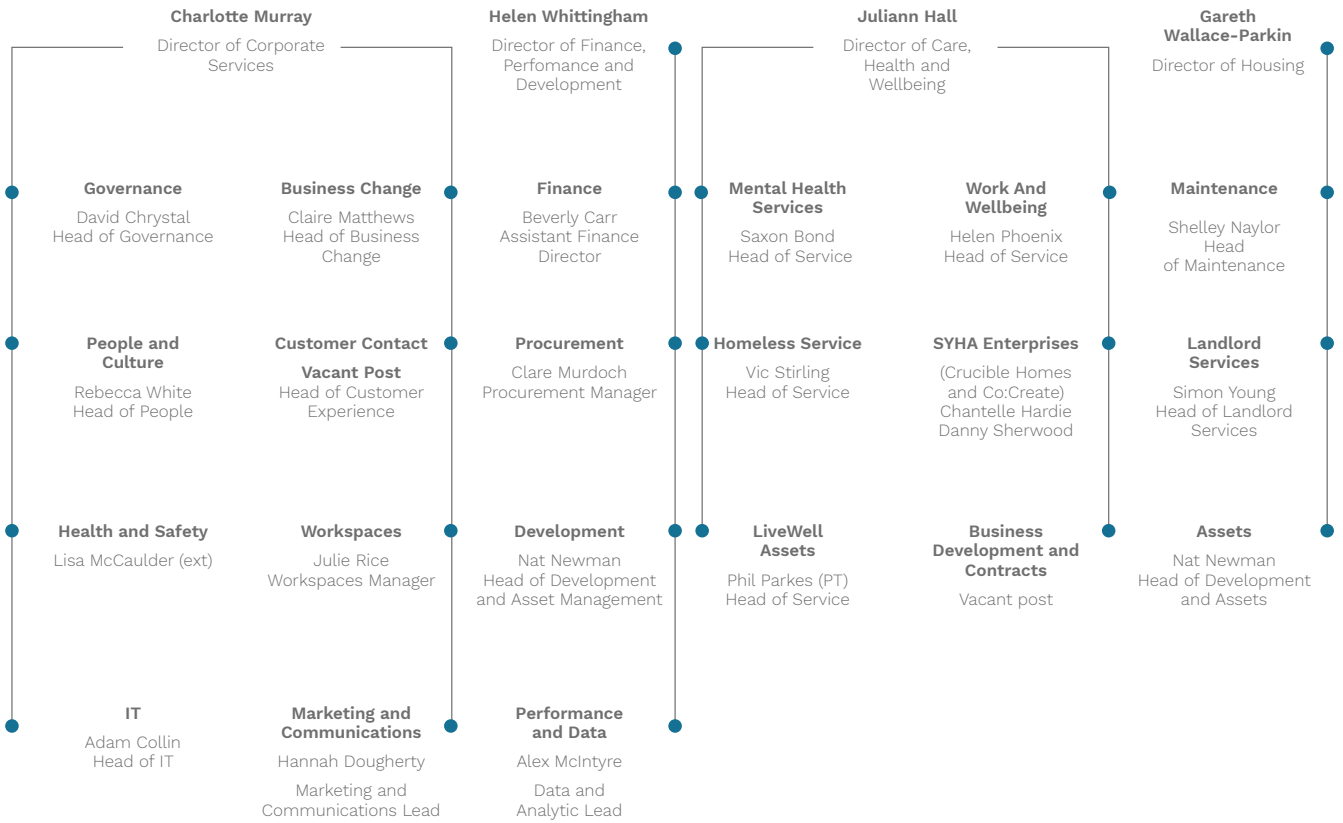 Charlotte Murray
Director of Corporate
Services
Helen Whittingham
Director of Finance,
Perfomance and
Development
Juliann Hall
Director of Care,
Health and
Wellbeing
Gareth
Wallace-Parkin
Director of Housing
Governance
David Chrystal
Head of Governance
Business Change
Claire Matthews
Head of Business
Change
Finance
Beverly Carr
Assistant Finance
Director
Mental Health
Services
Saxon Bond
Head of Service
Work And
Wellbeing
Helen Phoenix
Head of Service
Maintenance
Shelley Naylor
Head
of Maintenance
People and
Culture
Rebecca White
Head of People
Customer Contact
Vacant Post
Head of Customer
Experience
Procurement
Clare Murdoch
Procurement Manager
Homeless Service
Vic Stirling
Head of Service
SYHA Enterprises
(Crucible Homes
and Co:Create)
Chantelle Hardie
Danny Sherwood
Landlord
Services
Simon Young
Head of Landlord
Services
Health and Safety
Lisa McCaulder (ext)
Workspaces
Julie Rice
Workspaces Manager
Development
Nat Newman
Head of Development
and Asset Management
LiveWell
Assets
Phil Parkes (PT)
Head of Service
Business
Development and
Contracts
Vacant post
Assets
Nat Newman
Head of Development
and Assets
IT
Adam Collin
Head of IT
Marketing and
Communications
Hannah Dougherty
Marketing and
Communications Lead
Performance
and Data
Alex McIntyre
Data and
Analytic Lead